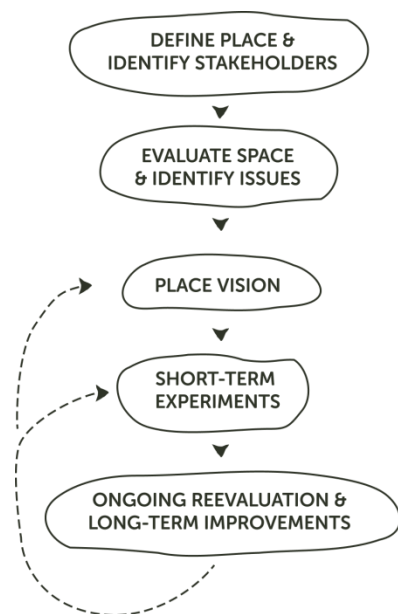 DEFINE PLACE &
IDENTIFY STAKEHOLDERS
EVALUATE SPACE
& IDENTIFY ISSUES
PLACE VISION
SHORT-TERM
EXPERIMENTS
ONGOING REEVALUATION &
LONG-TERM IMPROVEMENTS